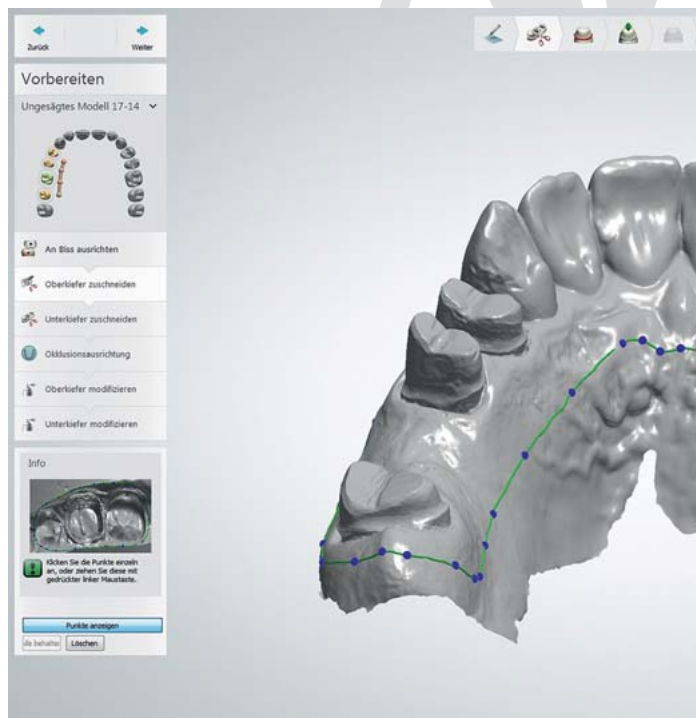 Zurück
Weiter
Vorbereiten
Ungesägtes Modell 17-14
An Biss ausrichten
Oberkiefer zuschneiden
Unterkiefer zuschneiden
Okklusionsausrichtung
Oberkiefer modifizieren
Unterkiefer modifizieren
Info
Klicken Sie die Punkte einzeln
an, oder ziehen Sie diese mit
gedrückter linker Maustaste.
Punkte anzeigen
behalten
Löschen